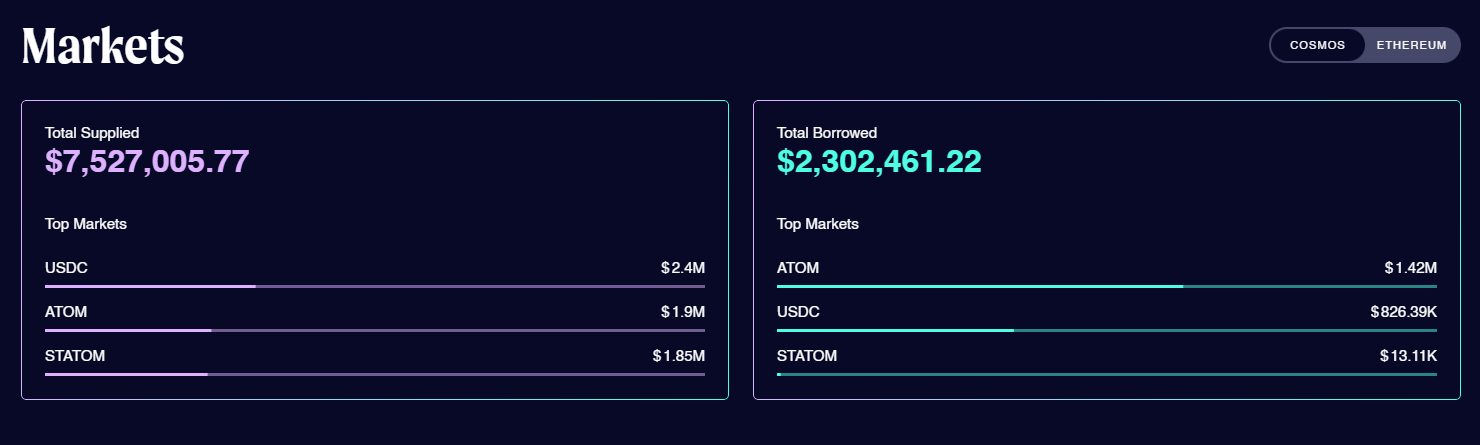 Markets
COSMOS ETHEREUM
Total Supplied
$7,527,005.77
Top Markets
USDC $2.4M
ATOM $1.9M
STATOM $1.85M
Total Borrowed
$2,302,461.22
Top Markets
ATOM $1.42M
USDC $826.39K
STATOM $13.11K